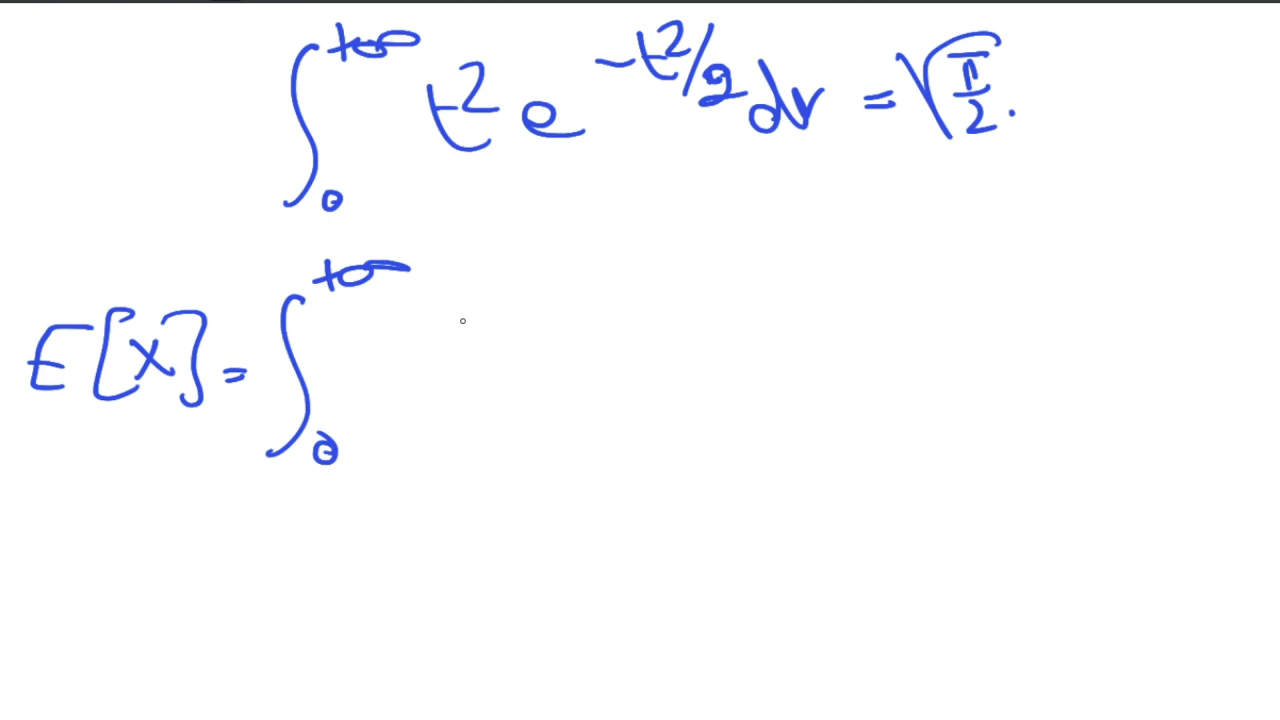 ∫₀^{+∞} t² e^{-t²/2} dr = √(π/2).
E[X] = ∫₀^{+∞}